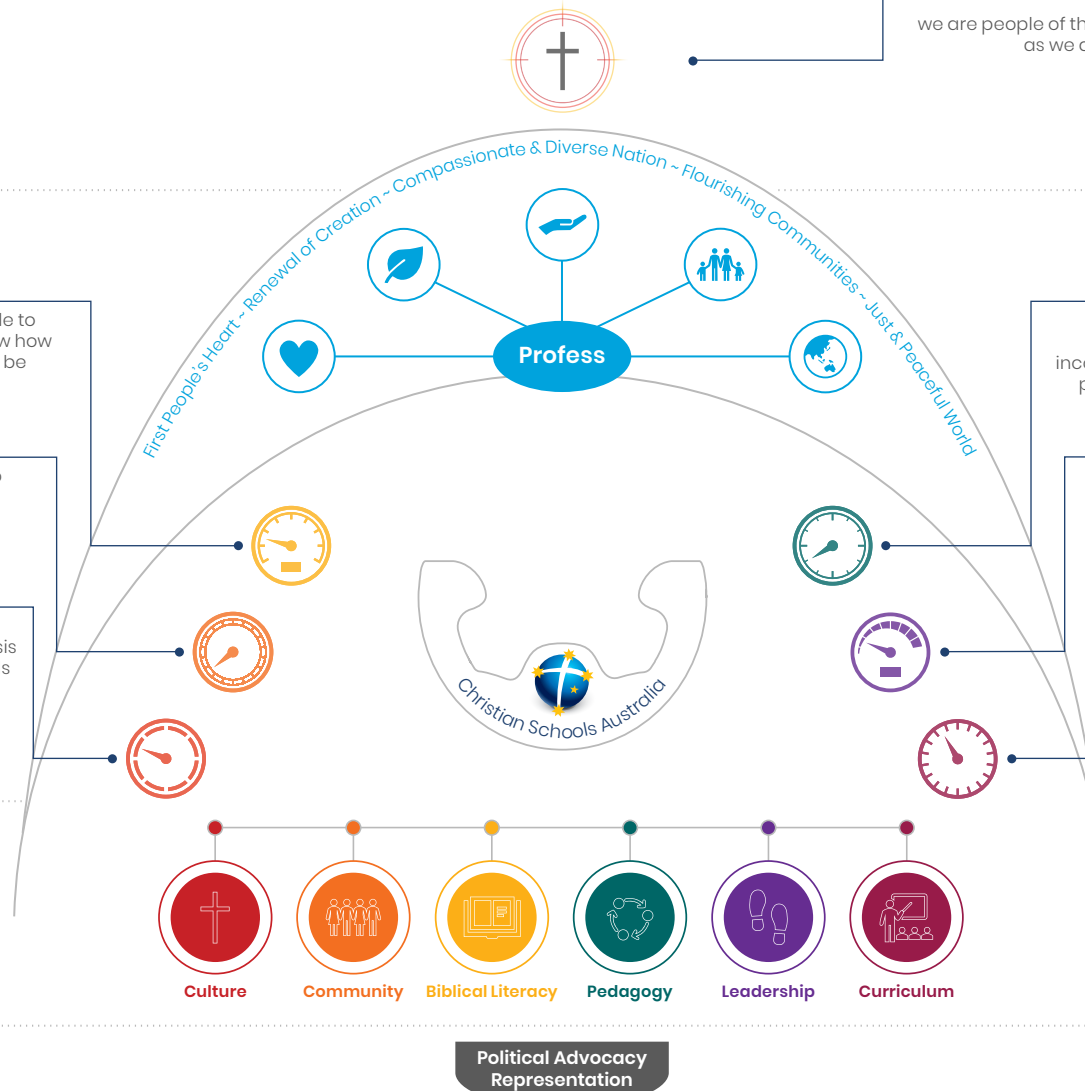 we are people of th
as we
First People's Heart ~ Renewal of Creation ~ Compassionate & Diverse Nation ~ Flourishing Communities ~ Just & Peaceful World
Profess
le to
w how
be
sis
s
Christian Schools Australia
Culture
Community
Biblical Literacy
Pedagogy
Leadership
Curriculum
Political Advocacy
Representation